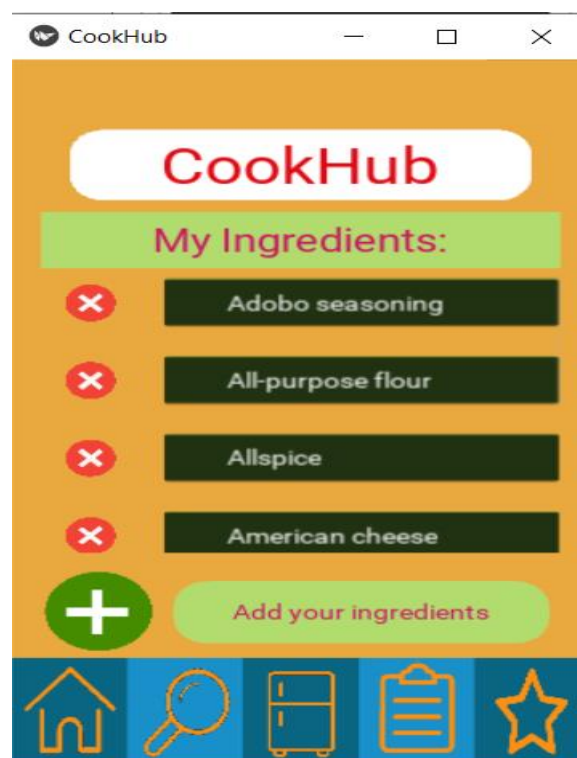 CookHub
CookHub
My Ingredients:
Adobo seasoning
All-purpose flour
Allspice
American cheese
Add your ingredients